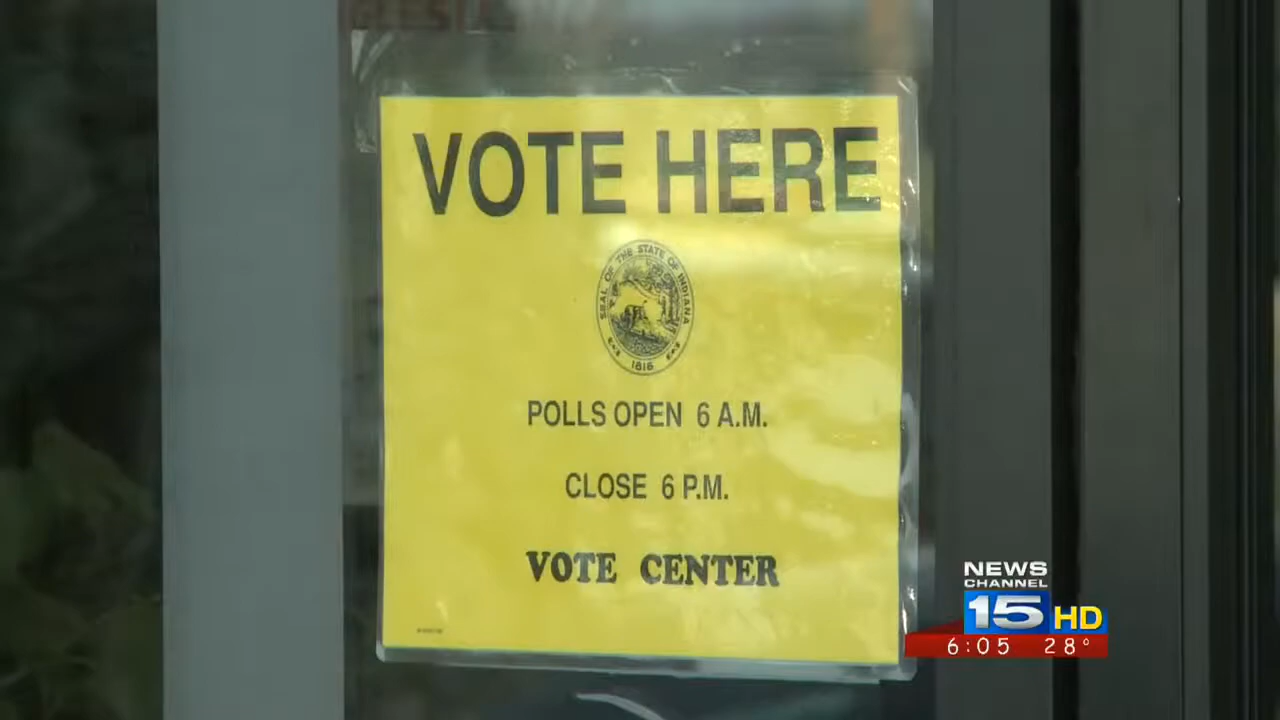 VOTE HERE
SEAL OF THE STATE OF INDIANA
1816
POLLS OPEN 6 A.M.
CLOSE 6 P.M.
VOTE CENTER
NEWS
CHANNEL
15 HD
6:05 28°